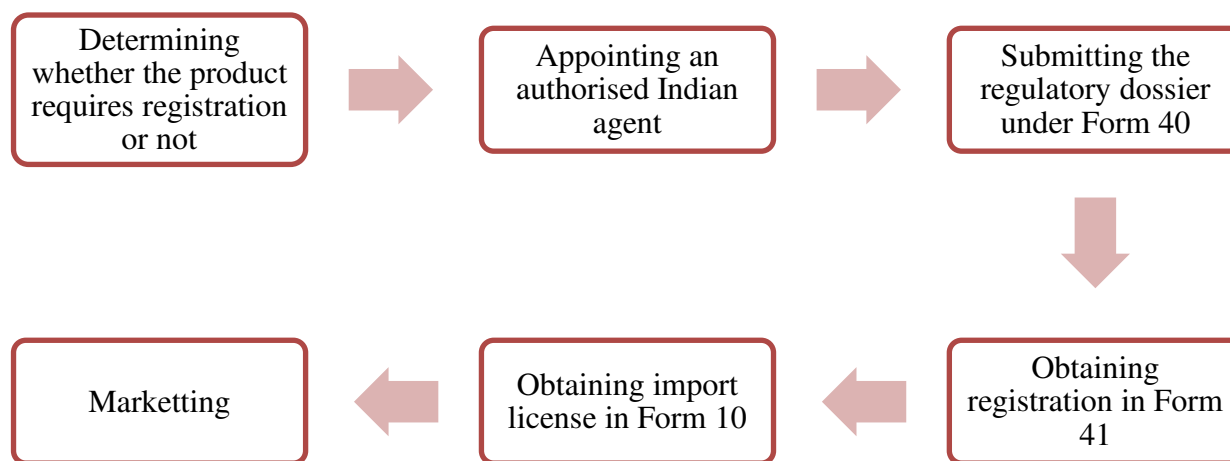 Determining
whether the product
requires registration
or not
Appointing an
authorised Indian
agent
Submitting the
regulatory dossier
under Form 40
Obtaining
registration in Form
41
Obtaining import
license in Form 10
Marketting